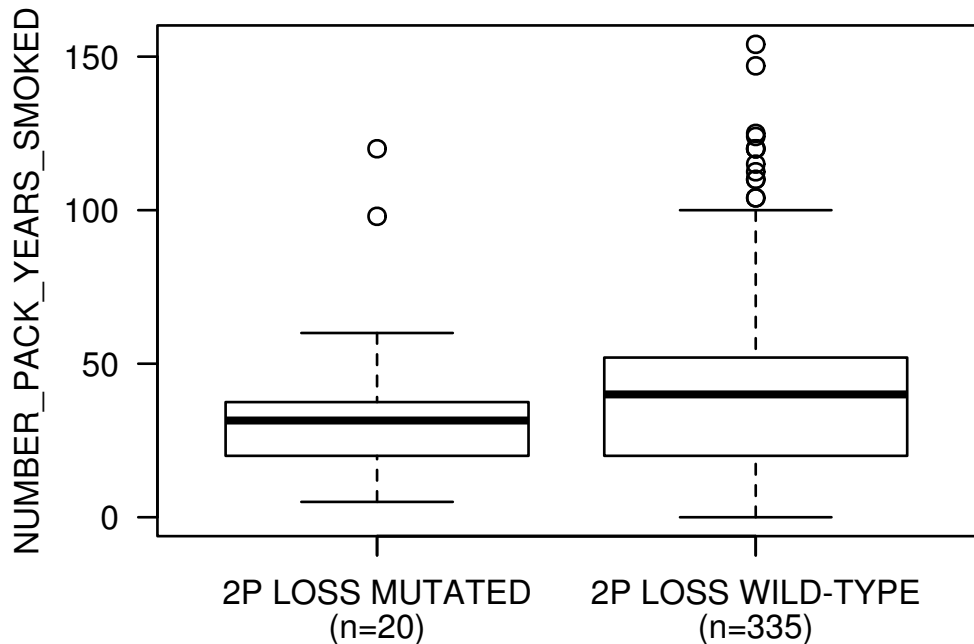 NUMBER_PACK_YEARS_SMOKED
150
100
50
0
2P LOSS MUTATED
(n=20)
2P LOSS WILD-TYPE
(n=335)